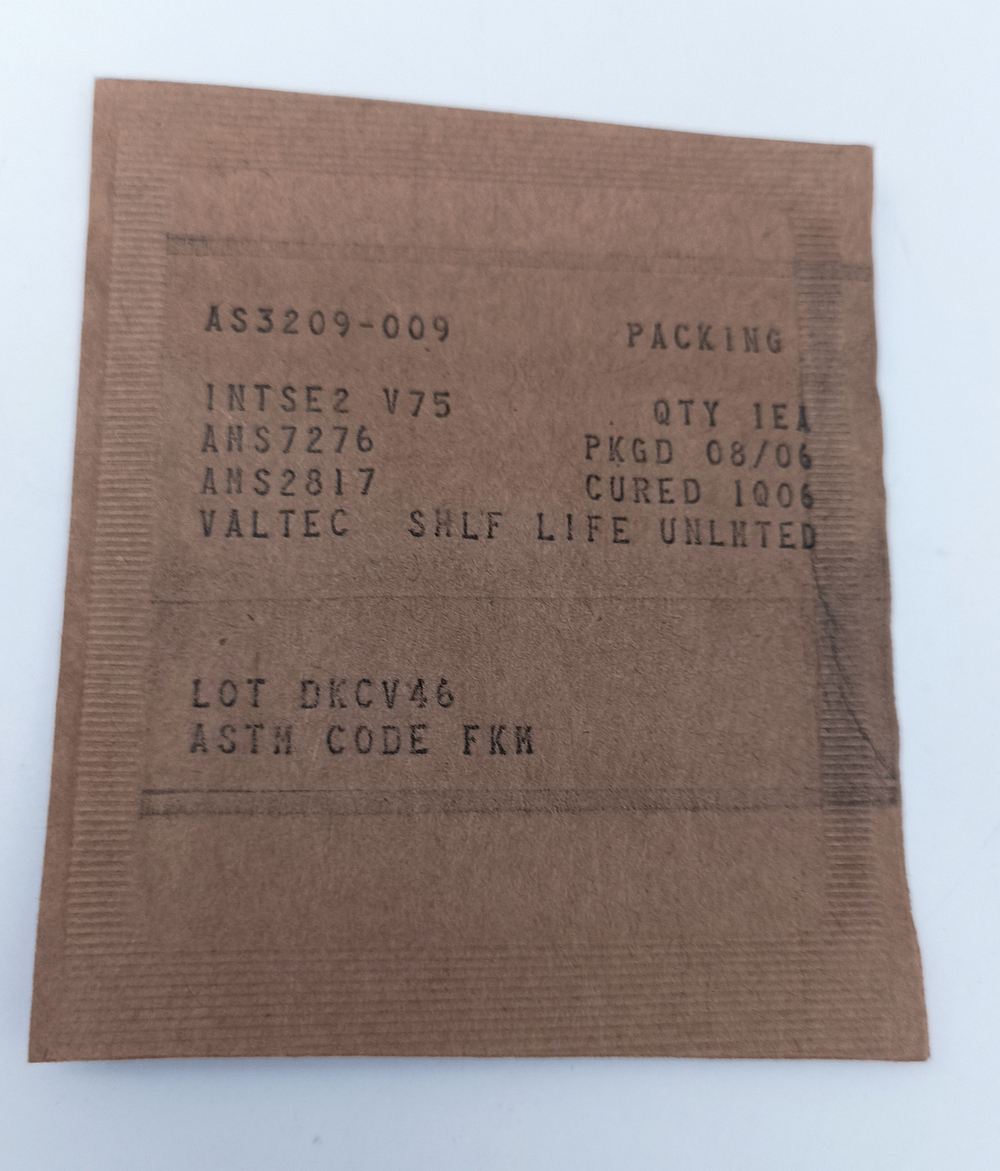 AS3209-009 PACKING
INTSE2 V75 QTY 1EA
AMS7276 PKGD 08/06
AMS2817 CURED 1Q06
VALTEC SHLF LIFE UNLMTED
LOT DKCV46
ASTM CODE FKM